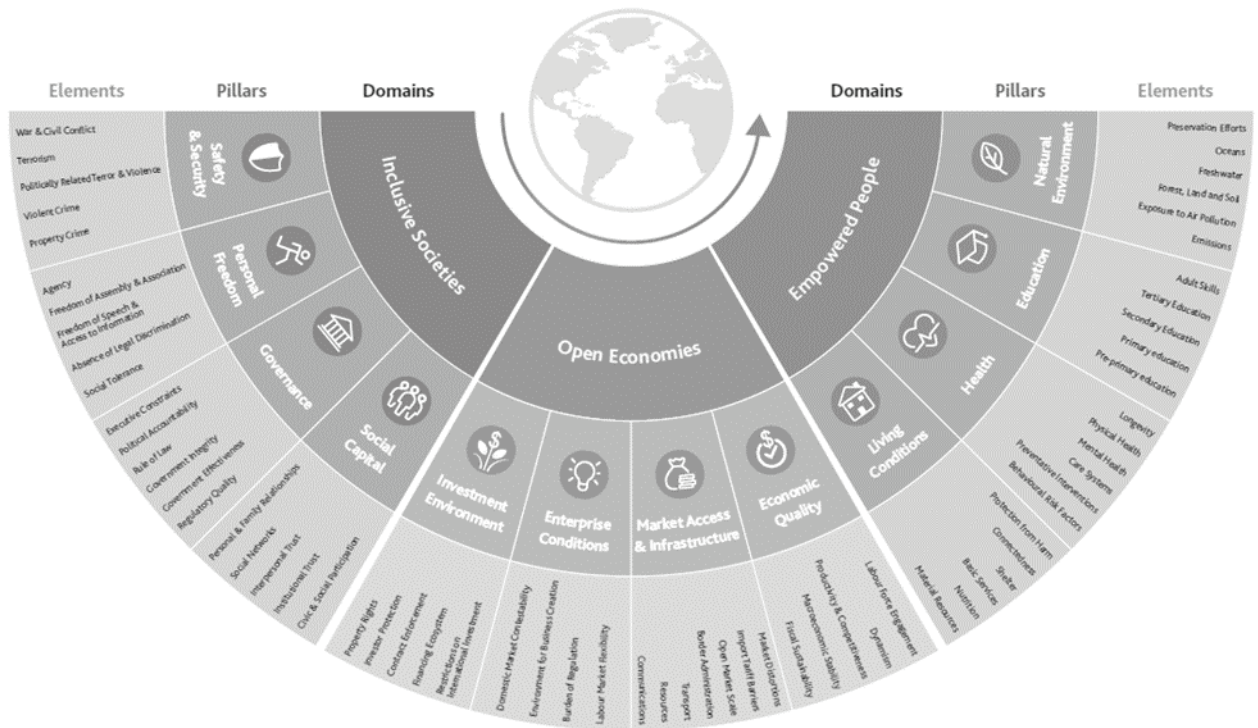 Elements
Pillars
Domains
Domains
Pillars
Elements
Inclusive Societies
Safety
& Security
War & Civil Conflict
Terrorism
Politically Related Terror & Violence
Violent Crime
Property Crime
Personal
Freedom
Agency
Freedom of Assembly & Association
Freedom of Speech &
Access to Information
Absence of Legal Discrimination
Social Tolerance
Governance
Executive Constraints
Political Accountability
Rule of Law
Government Integrity
Government Effectiveness
Regulatory Quality
Social
Capital
Personal & Family Relationships
Social Networks
Interpersonal Trust
Institutional Trust
Civic & Social Participation
Open Economies
Investment
Environment
Property Rights
Investor Protection
Contract Enforcement
Financing Ecosystem
Restrictions on
International Investment
Enterprise
Conditions
Domestic Market Contestability
Environment for Business Creation
Burden of Regulation
Labour Market Flexibility
Market Access
& Infrastructure
Communications
Resources
Transport
Border Administration
Open Market Scale
Import Tariff Barriers
Market Distortions
Economic
Quality
Fiscal Sustainability
Macroeconomic Stability
Productivity & Competitiveness
Dynamism
Labour Force Engagement
Empowered People
Living
Conditions
Material Resources
Nutrition
Basic Services
Shelter
Connectedness
Protection from Harm
Health
Behavioural Risk Factors
Preventative Interventions
Care Systems
Mental Health
Physical Health
Longevity
Education
Pre-primary education
Primary education
Secondary Education
Tertiary Education
Adult Skills
Natural
Environment
Emissions
Exposure to Air Pollution
Forest, Land and Soil
Freshwater
Oceans
Preservation Efforts